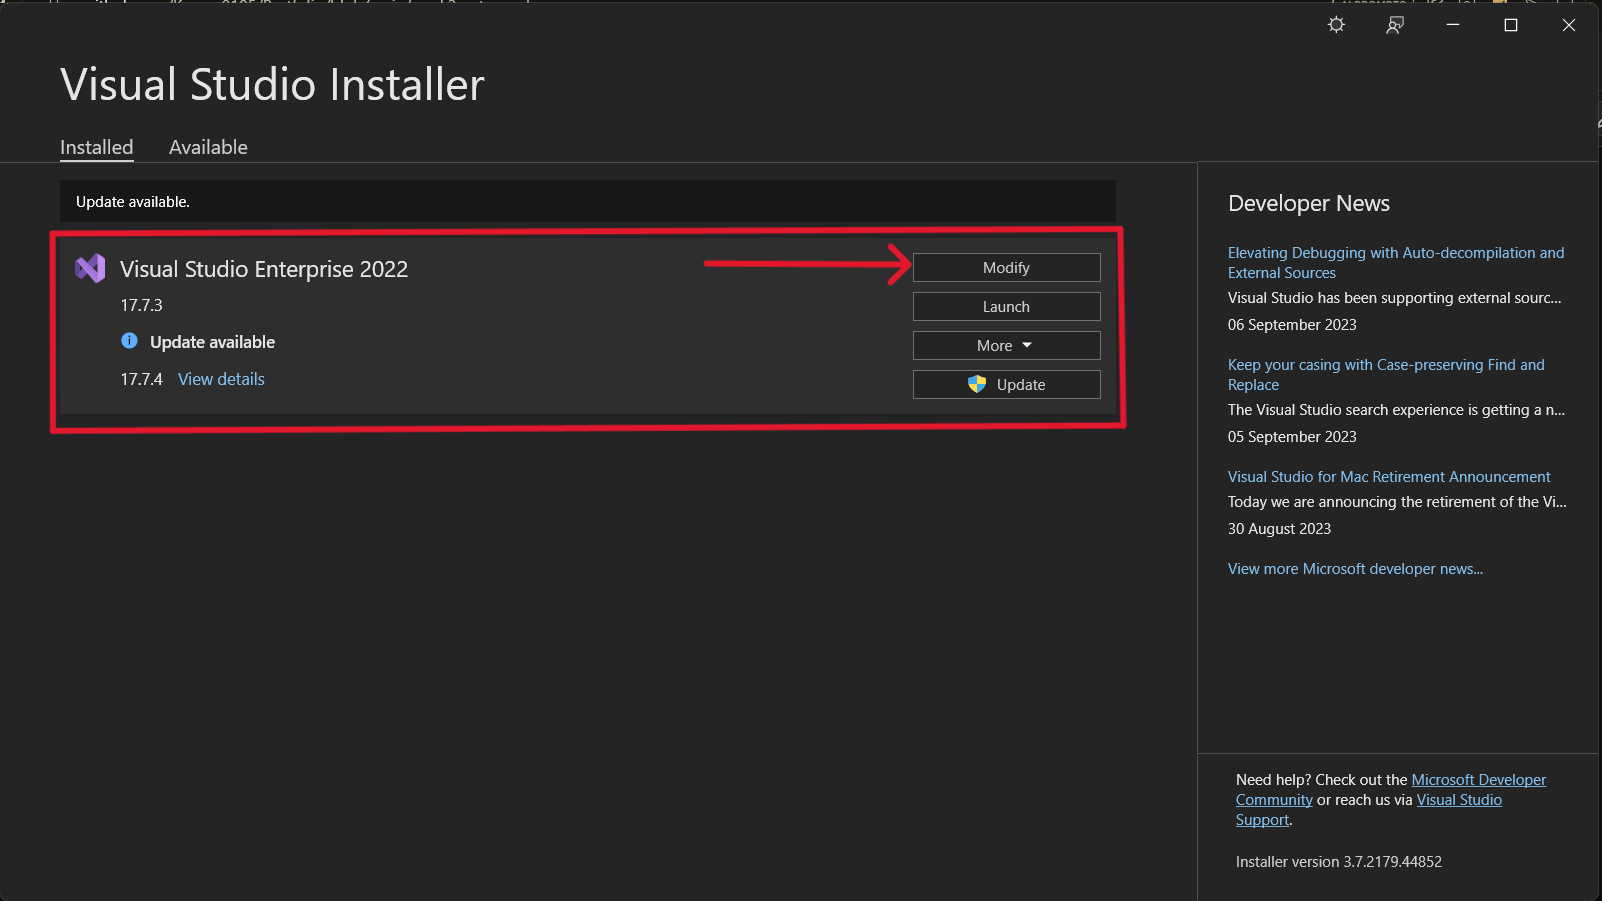 Visual Studio Installer
Installed
Available
Update available.
Visual Studio Enterprise 2022
17.7.3
Update available
17.7.4 View details
Modify
Launch
More
Update
Developer News
Elevating Debugging with Auto-decompilation and
External Sources
Visual Studio has been supporting external sourc...
06 September 2023
Keep your casing with Case-preserving Find and
Replace
The Visual Studio search experience is getting a n...
05 September 2023
Visual Studio for Mac Retirement Announcement
Today we are announcing the retirement of the Vi...
30 August 2023
View more Microsoft developer news...
Need help? Check out the Microsoft Developer
Community or reach us via Visual Studio
Support.
Installer version 3.7.2179.44852